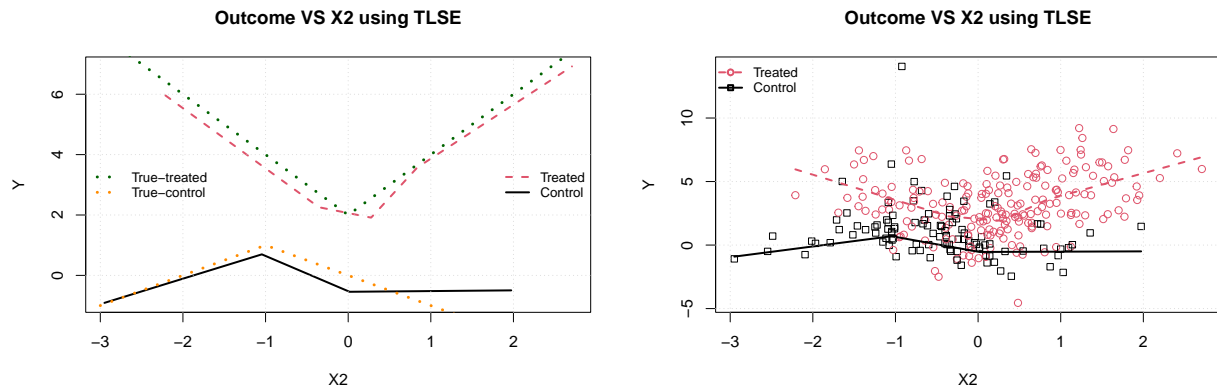 Outcome VS X2 using TLSE
Y
6
4
2
0
True−treated
True−control
Treated
Control
−3 −2 −1 0 1 2
X2
Outcome VS X2 using TLSE
Treated
Control
Y
10
5
0
−5
−3 −2 −1 0 1 2
X2